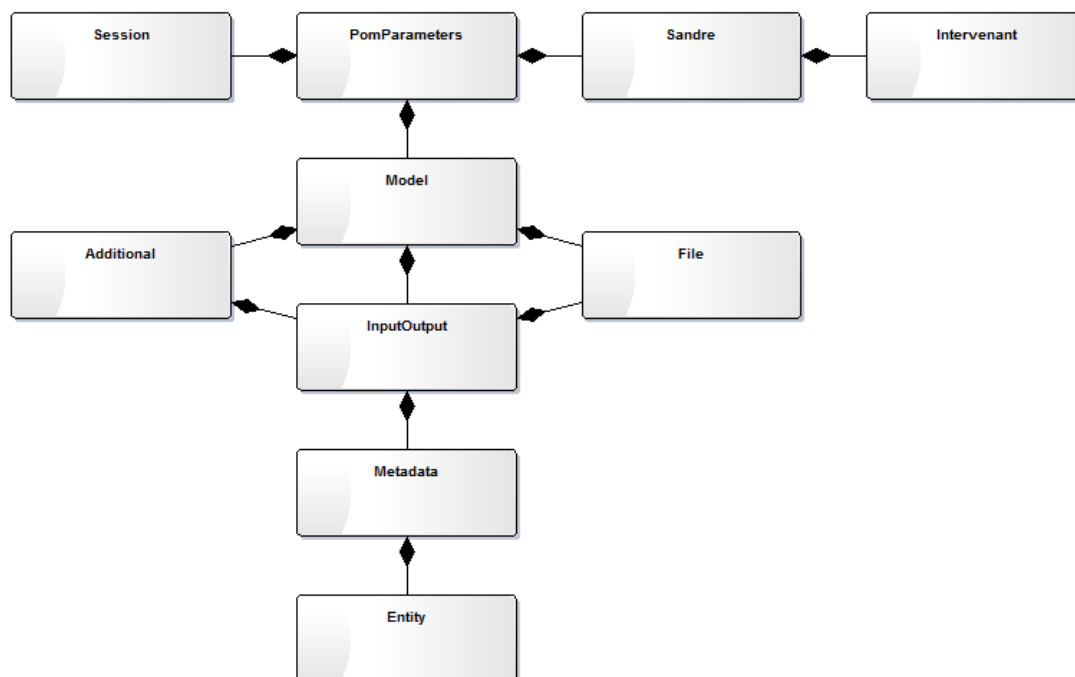 Session
PomParameters
Sandre
Intervenant
Model
Additional
File
InputOutput
Metadata
Entity